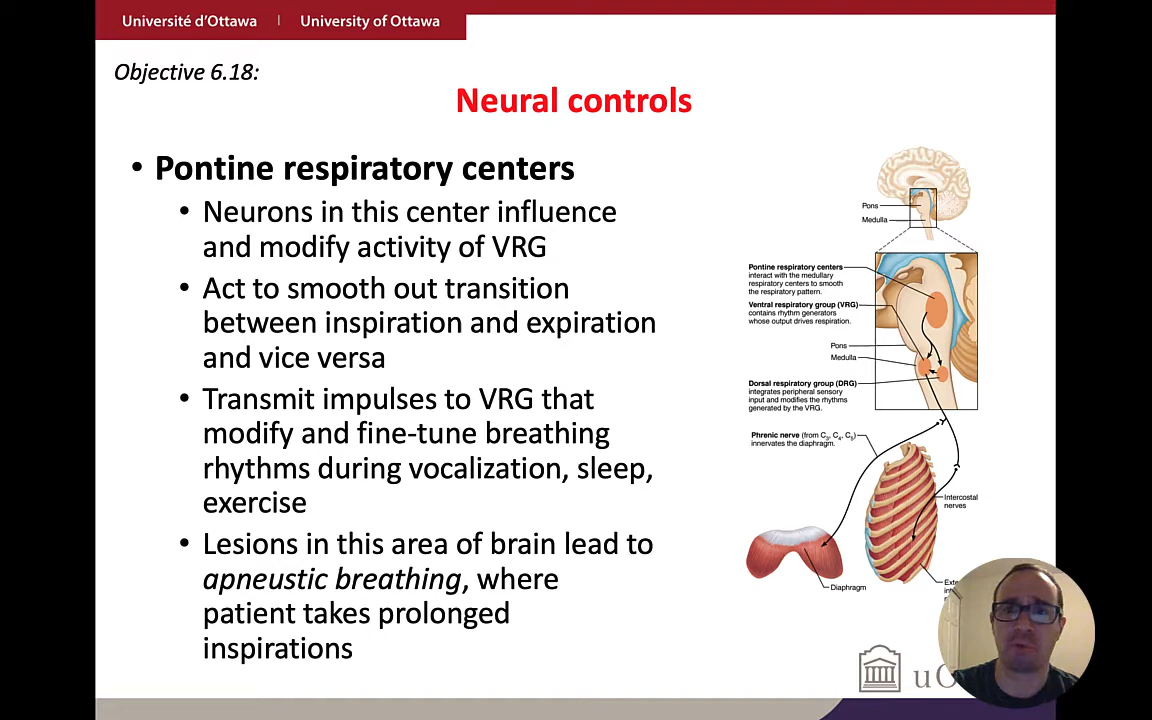 Université d'Ottawa | University of Ottawa
Objective 6.18:
Neural controls
• Pontine respiratory centers
• Neurons in this center influence
and modify activity of VRG
• Act to smooth out transition
between inspiration and expiration
and vice versa
• Transmit impulses to VRG that
modify and fine-tune breathing
rhythms during vocalization, sleep,
exercise
• Lesions in this area of brain lead to
apneustic breathing, where
patient takes prolonged
inspirations
Pons
Medulla
Pontine respiratory centers
interact with the medullary
respiratory centers to smooth
the respiratory pattern.
Ventral respiratory group (VRG)
contains rhythm generators
whose output drives respiration.
Pons
Medulla
Dorsal respiratory group (DRG)
integrates peripheral sensory
input and modifies the rhythms
generated by the VRG.
Phrenic nerve (from C3, C4, C5)
innervates the diaphragm.
Intercostal
nerves
Diaphragm